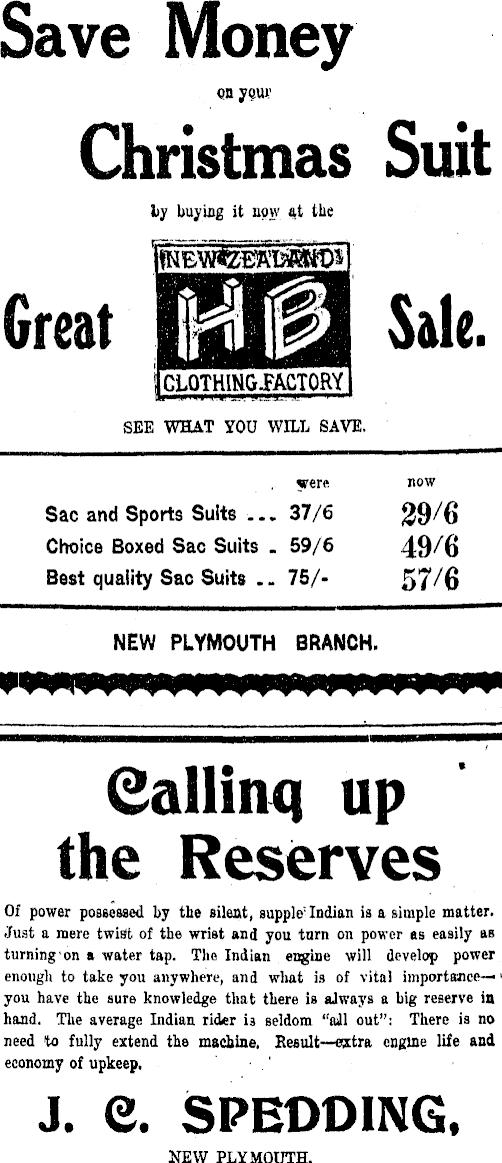 Save Money
on your
Christmas Suit
by buying it now at the
NEW ZEALAND
Great HB Sale.
CLOTHING FACTORY
SEE WHAT YOU WILL SAVE.
were now
Sac and Sports Suits ... 37/6 29/6
Choice Boxed Sac Suits . 59/6 49/6
Best quality Sac Suits .. 75/- 57/6
NEW PLYMOUTH BRANCH.
Calling up
the Reserves
Of power possessed by the silent, supple Indian is a simple matter.
Just a mere twist of the wrist and you turn on power as easily as
turning on a water tap. The Indian engine will develop power
enough to take you anywhere, and what is of vital importance—
you have the sure knowledge that there is always a big reserve in
hand. The average Indian rider is seldom "all out": There is no
need to fully extend the machine. Result—extra engine life and
economy of upkeep.
J. C. SPEDDING,
NEW PLYMOUTH.